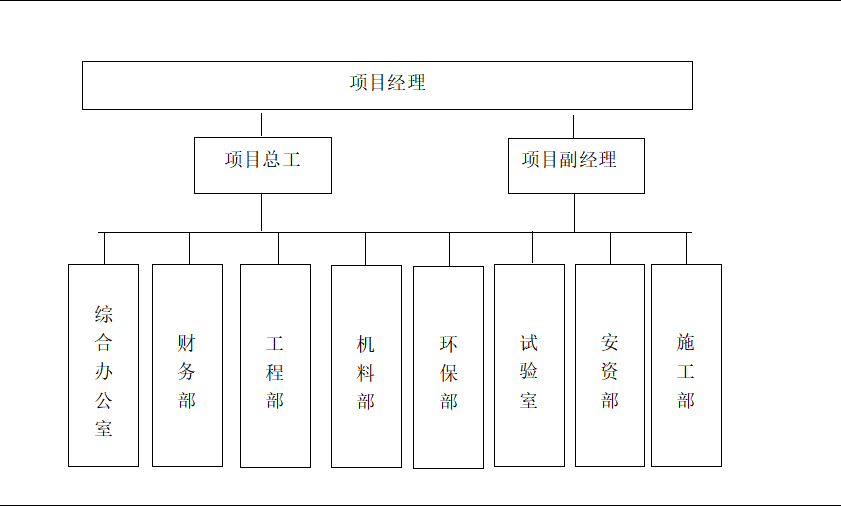 项目经理
项目总工
项目副经理
综合办公室
财务部
工程部
机料部
环保部
试验室
安资部
施工部